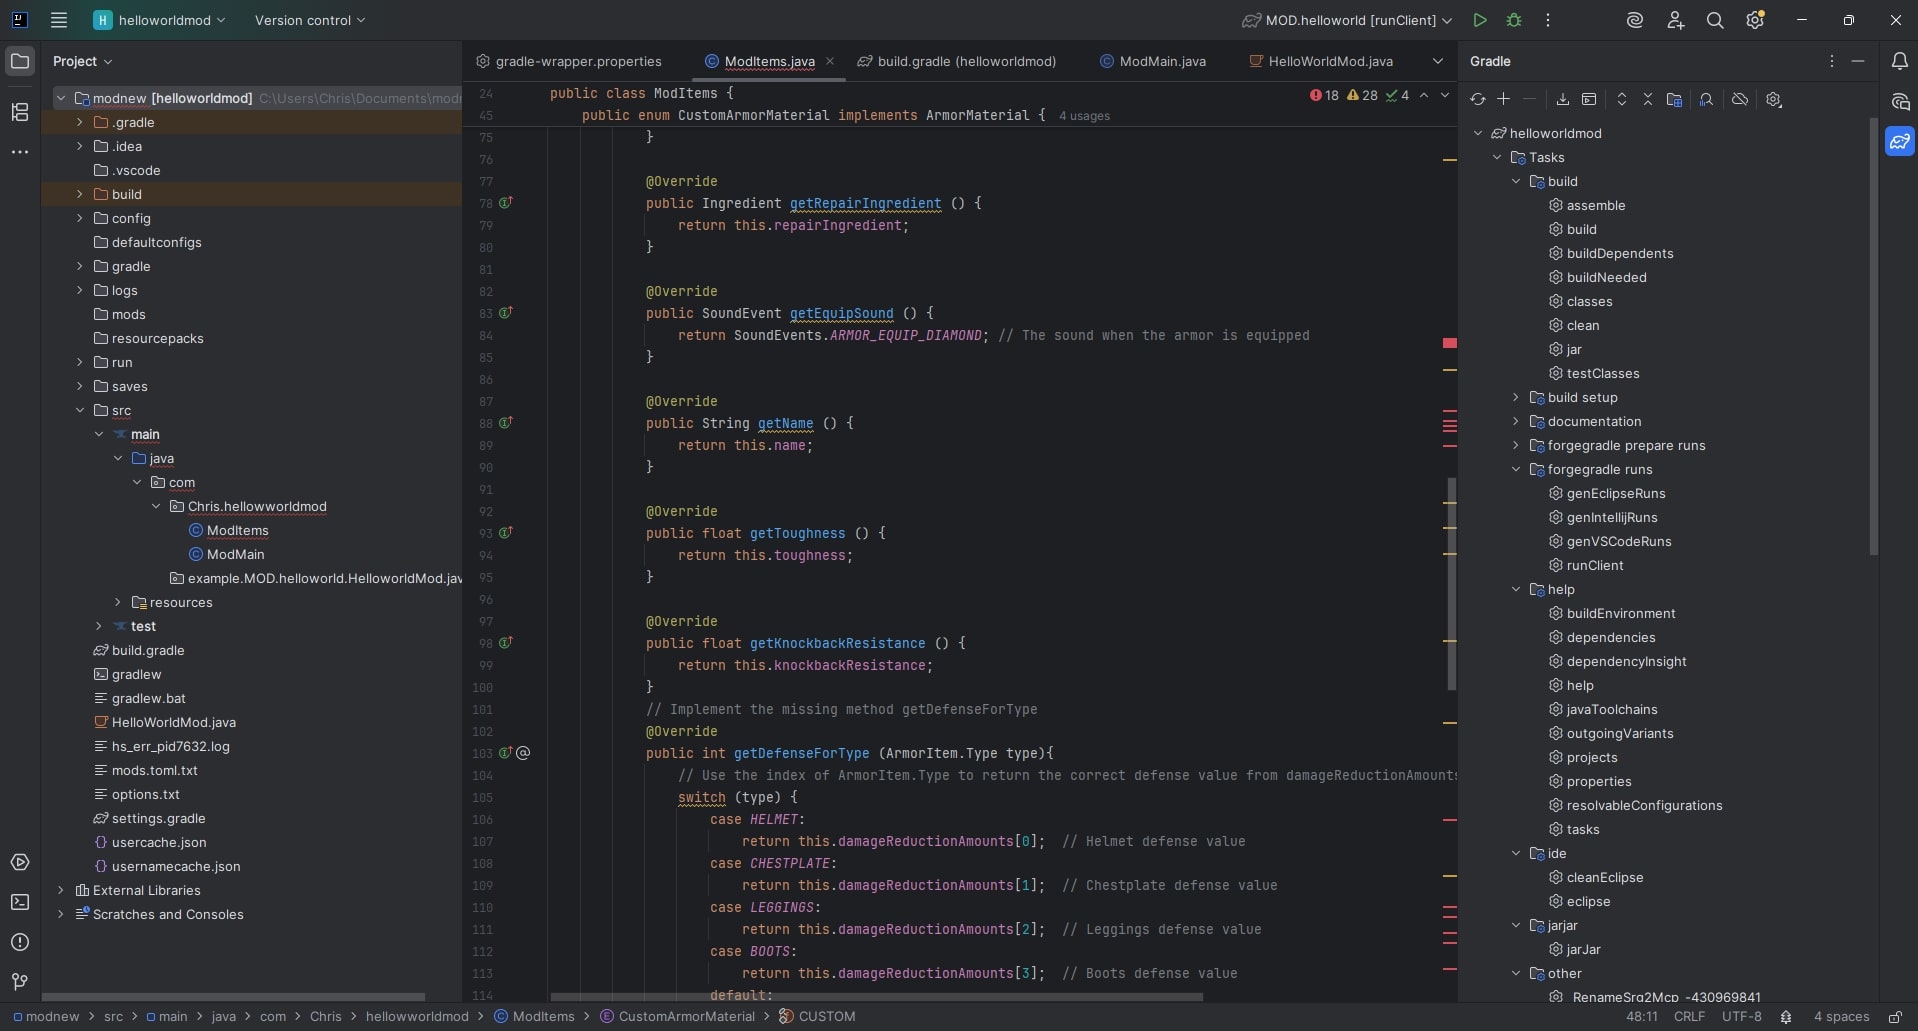 helloworldmod
Version control
MOD.helloworld [runClient]
Project
modnew [helloworldmod] C:\Users\Chris\Documents\modn
.gradle
.idea
.vscode
build
config
defaultconfigs
gradle
logs
mods
resourcepacks
run
saves
src
main
java
com
Chris.hellowworldmod
ModItems
ModMain
example.MOD.helloworld.HelloworldMod.jav
resources
test
build.gradle
gradlew
gradlew.bat
HelloWorldMod.java
hs_err_pid7632.log
mods.toml.txt
options.txt
settings.gradle
usercache.json
usernamecache.json
External Libraries
Scratches and Consoles
gradle-wrapper.properties
ModItems.java
build.gradle (helloworldmod)
ModMain.java
HelloWorldMod.java
18 28 4
24 public class ModItems {
45 public enum CustomArmorMaterial implements ArmorMaterial { 4 usages
75 }
76
77 @Override
78 public Ingredient getRepairIngredient () {
79 return this.repairIngredient;
80 }
81
82 @Override
83 public SoundEvent getEquipSound () {
84 return SoundEvents.ARMOR_EQUIP_DIAMOND; // The sound when the armor is equipped
85 }
86
87 @Override
88 public String getName () {
89 return this.name;
90 }
91
92 @Override
93 public float getToughness () {
94 return this.toughness;
95 }
96
97 @Override
98 public float getKnockbackResistance () {
99 return this.knockbackResistance;
100 }
101 // Implement the missing method getDefenseForType
102 @Override
103 public int getDefenseForType (ArmorItem.Type type){
104 // Use the index of ArmorItem.Type to return the correct defense value from damageReductionAmounts
105 switch (type) {
106 case HELMET:
107 return this.damageReductionAmounts[0]; // Helmet defense value
108 case CHESTPLATE:
109 return this.damageReductionAmounts[1]; // Chestplate defense value
110 case LEGGINGS:
111 return this.damageReductionAmounts[2]; // Leggings defense value
112 case BOOTS:
113 return this.damageReductionAmounts[3]; // Boots defense value
114 default:
Gradle
helloworldmod
Tasks
build
assemble
build
buildDependents
buildNeeded
classes
clean
jar
testClasses
build setup
documentation
forgegradle prepare runs
forgegradle runs
genEclipseRuns
genIntellijRuns
genVSCodeRuns
runClient
help
buildEnvironment
dependencies
dependencyInsight
help
javaToolchains
outgoingVariants
projects
properties
resolvableConfigurations
tasks
ide
cleanEclipse
eclipse
jarjar
jarJar
other
_RenameSrg2Mcp_-430969841
modnew > src > main > java > com > Chris > hellowworldmod > ModItems > CustomArmorMaterial > CUSTOM
48:11 CRLF UTF-8 4 spaces